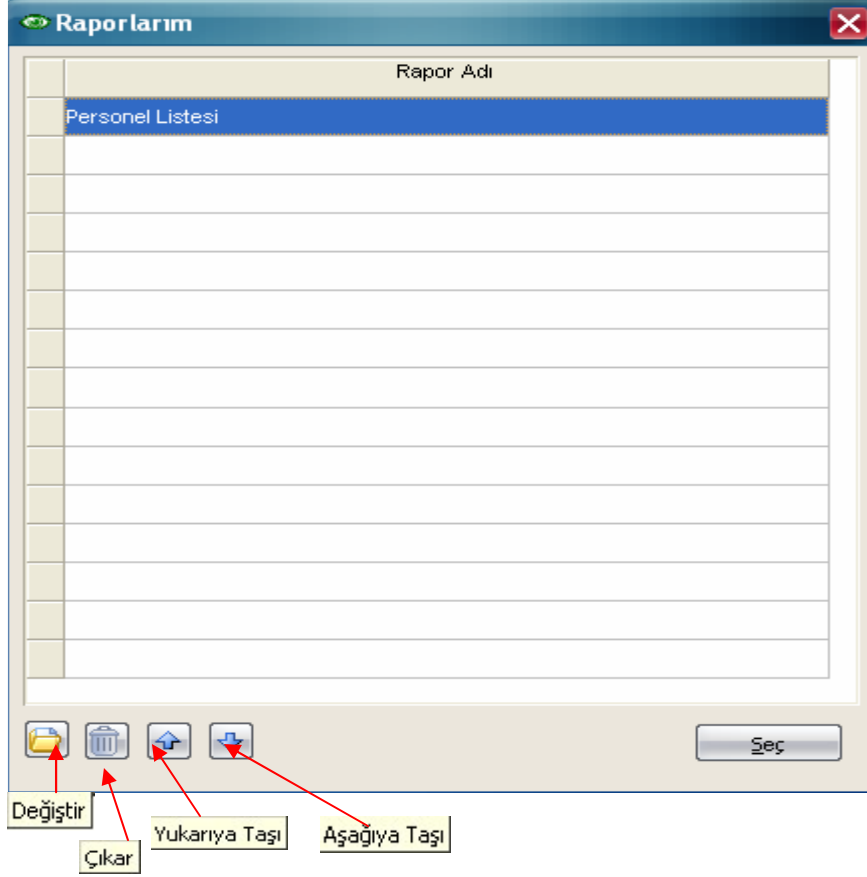 Raporlarım
Rapor Adı
Personel Listesi
Seç
Değiştir
Yukarıya Taşı
Aşağıya Taşı
Çıkar